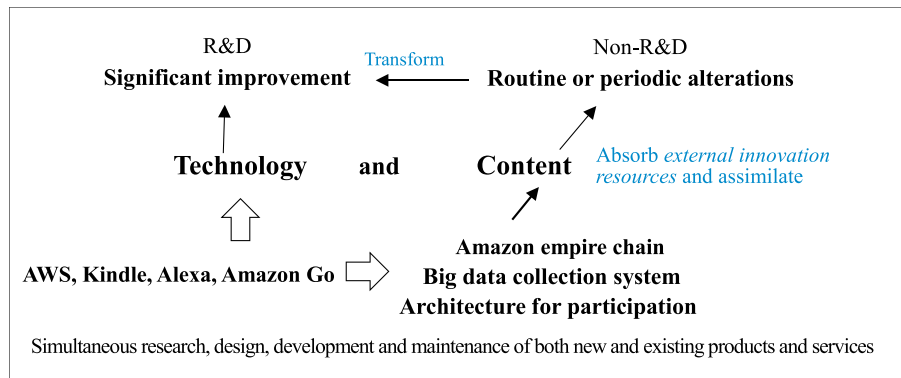 R&D
Non-R&D
Transform
Significant improvement
Routine or periodic alterations
Technology and Content
Absorb external innovation
resources and assimilate
AWS, Kindle, Alexa, Amazon Go
Amazon empire chain
Big data collection system
Architecture for participation
Simultaneous research, design, development and maintenance of both new and existing products and services